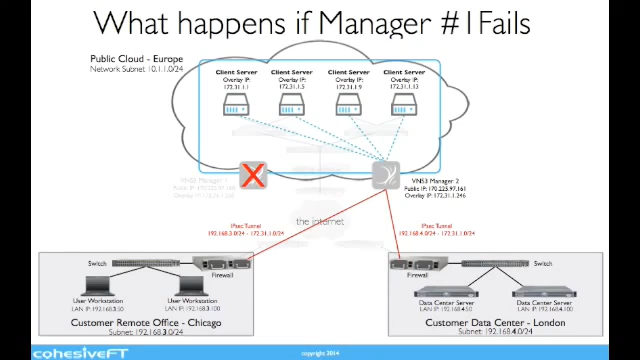 What happens if Manager #1Fails
Public Cloud - Europe
Network Subnet 10.1.1.0/24
Client Server
Overlay IP:
172.31.1.1
Client Server
Overlay IP:
172.31.1.5
Client Server
Overlay IP:
172.31.1.9
Client Server
Overlay IP:
172.31.1.13
VNS3 Manager 2
Public IP: 170.225.97.161
Overlay IP: 172.31.1.246
the internet
IPsec Tunnel
192.168.3.0/24 - 172.31.1.0/24
IPsec Tunnel
192.168.4.0/24 - 172.31.1.0/24
Switch
Firewall
User Workstation
LAN IP: 192.168.3.50
User Workstation
LAN IP: 192.168.3.100
Customer Remote Office - Chicago
Subnet: 192.168.3.0/24
Firewall
Switch
Data Center Server
LAN IP: 192.168.4.50
Data Center Server
LAN IP: 192.168.4.100
Customer Data Center - London
Subnet: 192.168.4.0/24
cohesiveFT
copyright 2014